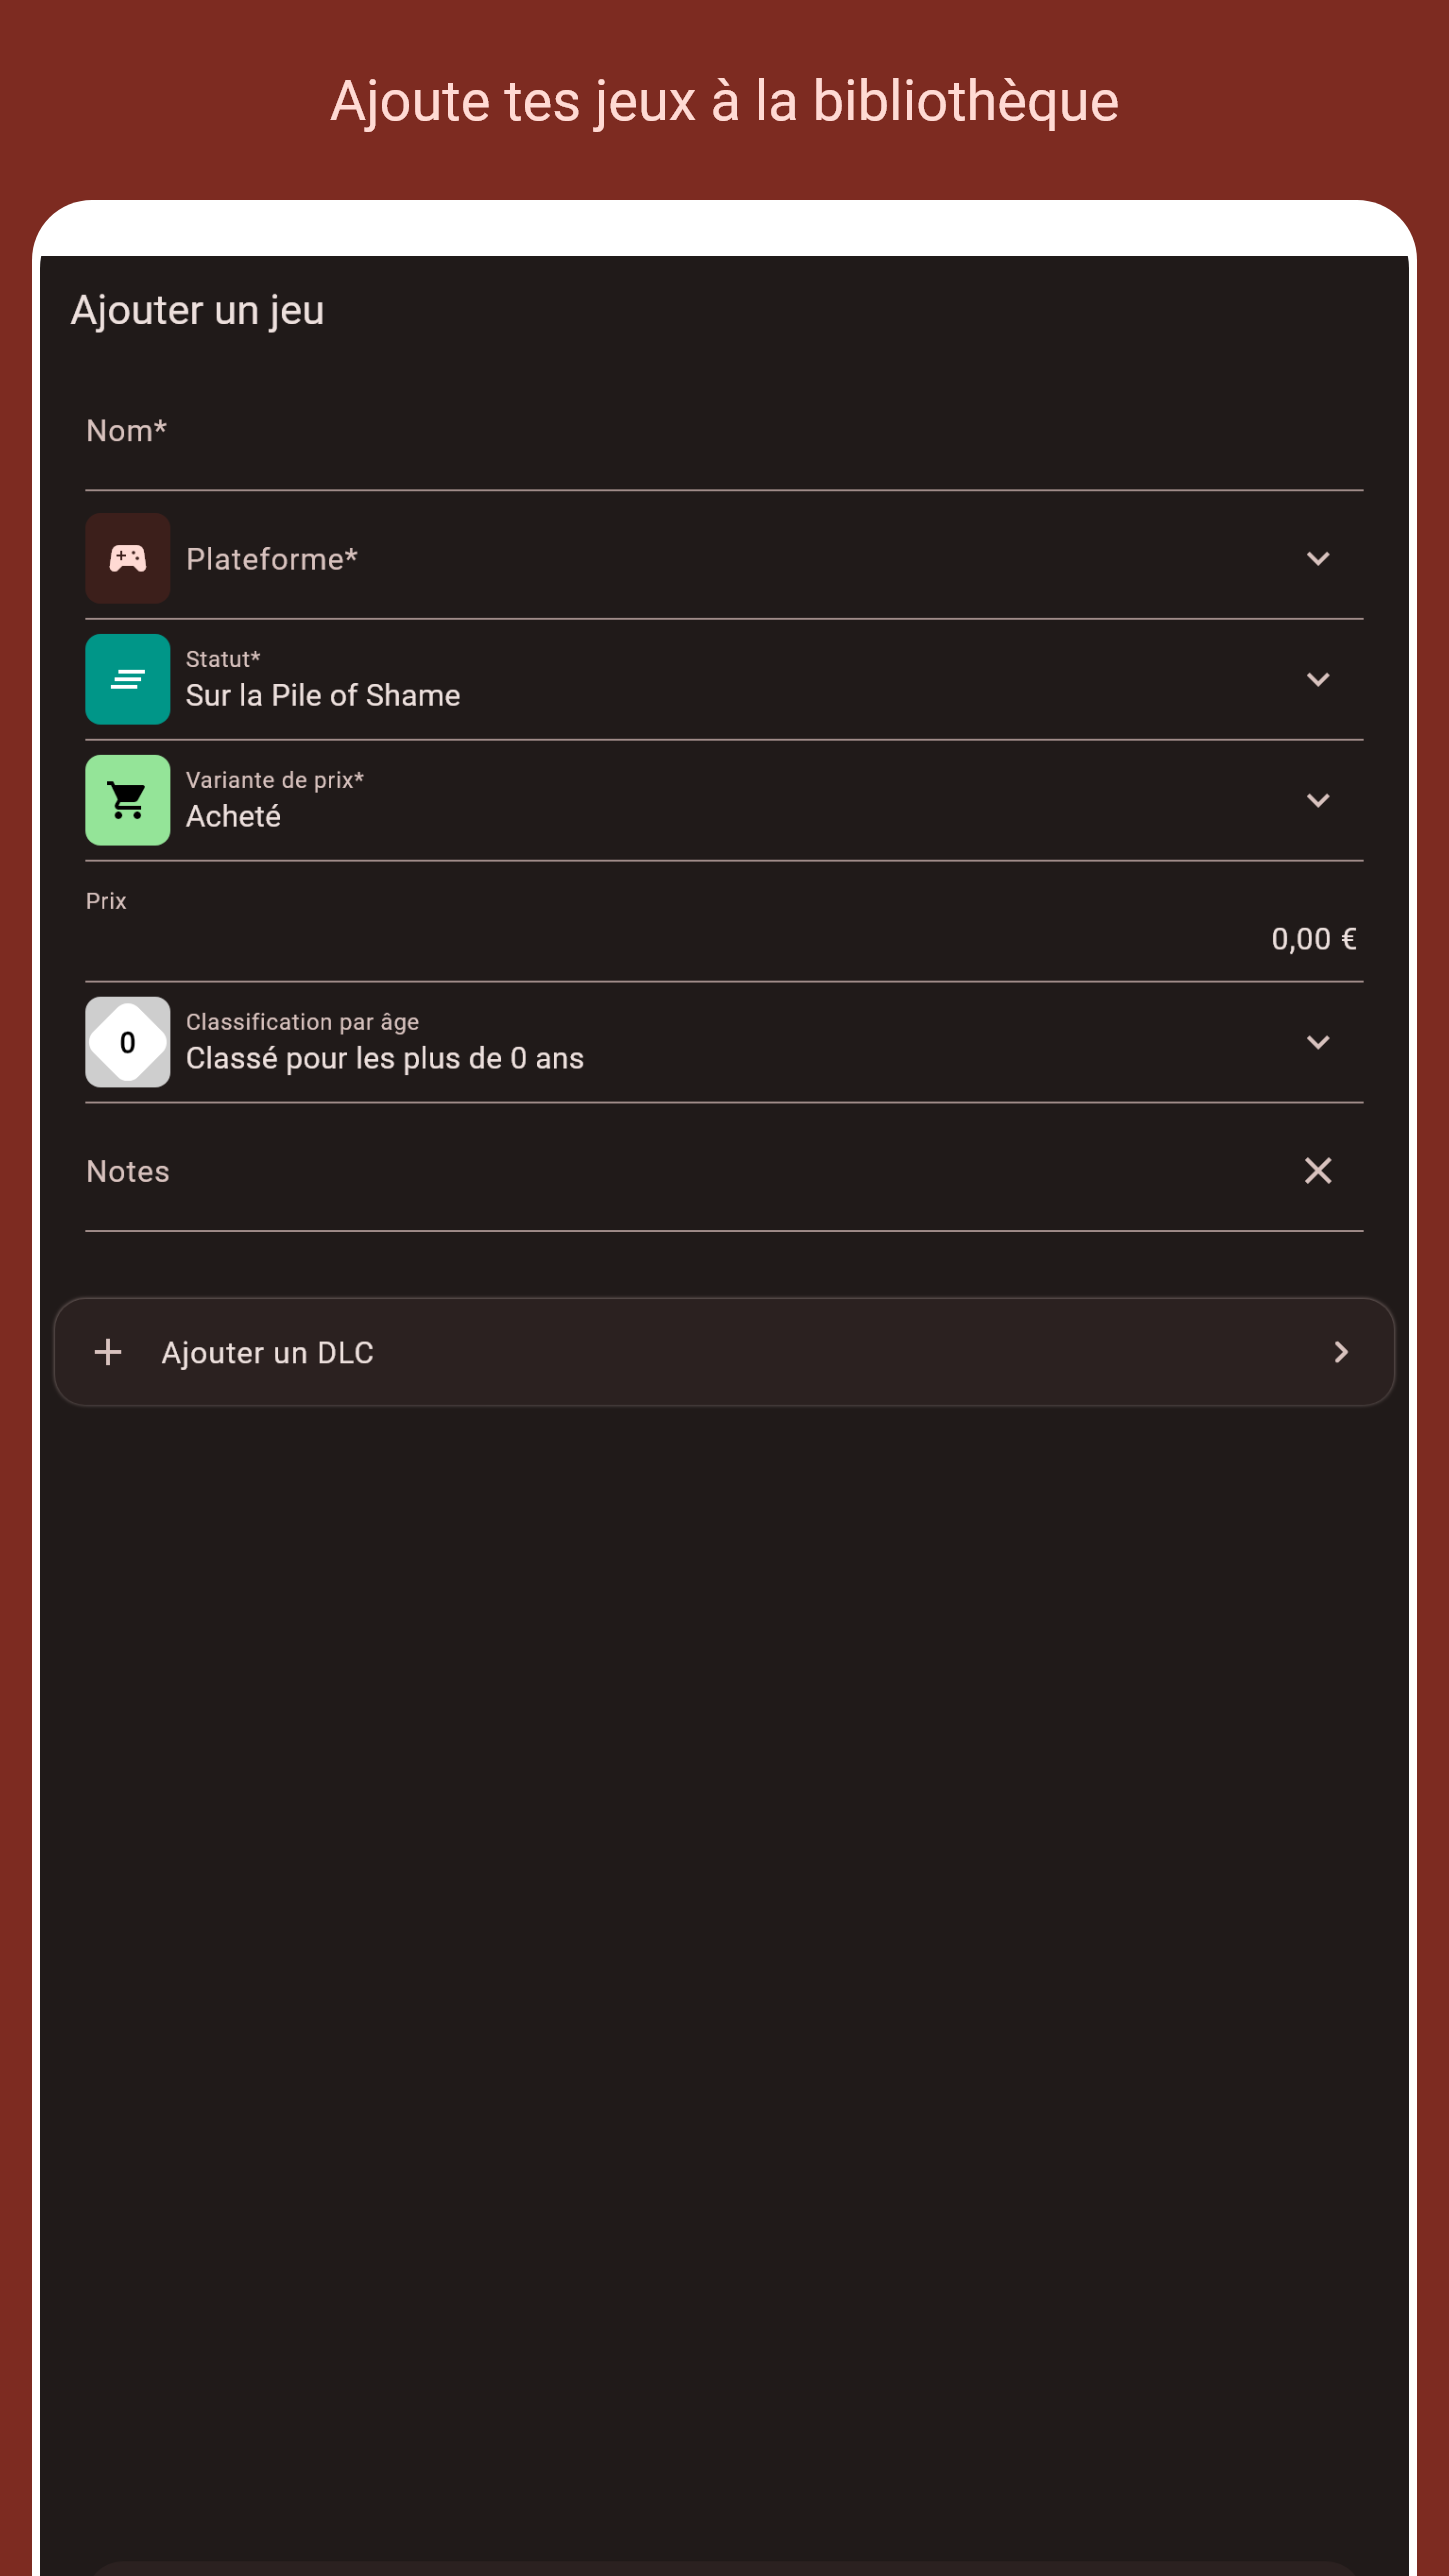 Ajoute tes jeux à la bibliothèque
Ajouter un jeu
Nom*
Plateforme*
Statut*
Sur la Pile of Shame
Variante de prix*
Acheté
Prix
0,00 €
0
Classification par âge
Classé pour les plus de 0 ans
Notes
Ajouter un DLC